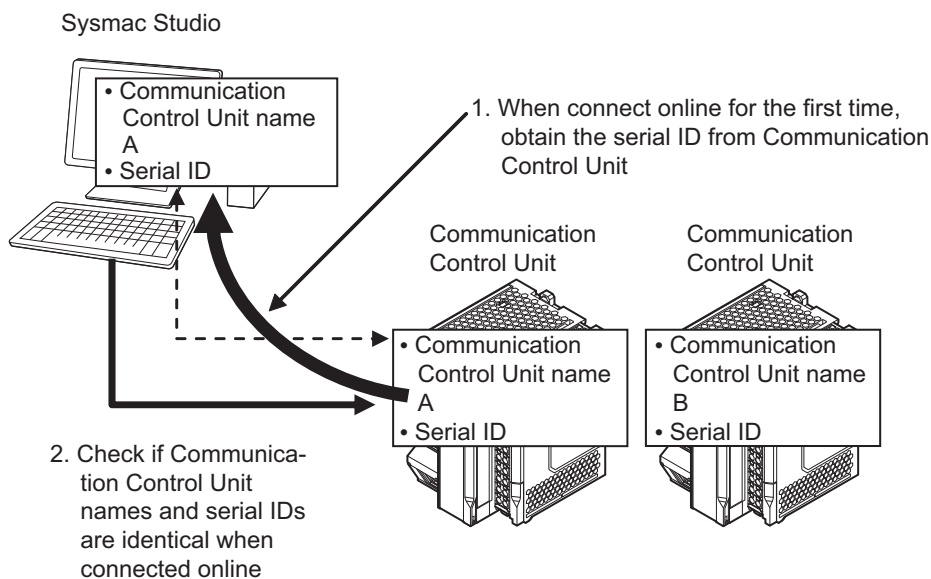 Sysmac Studio
• Communication
Control Unit name
A
• Serial ID
1. When connect online for the first time,
obtain the serial ID from Communication
Control Unit
Communication
Control Unit
Communication
Control Unit
• Communication
Control Unit name
A
• Serial ID
• Communication
Control Unit name
B
• Serial ID
2. Check if Communica-
tion Control Unit
names and serial IDs
are identical when
connected online